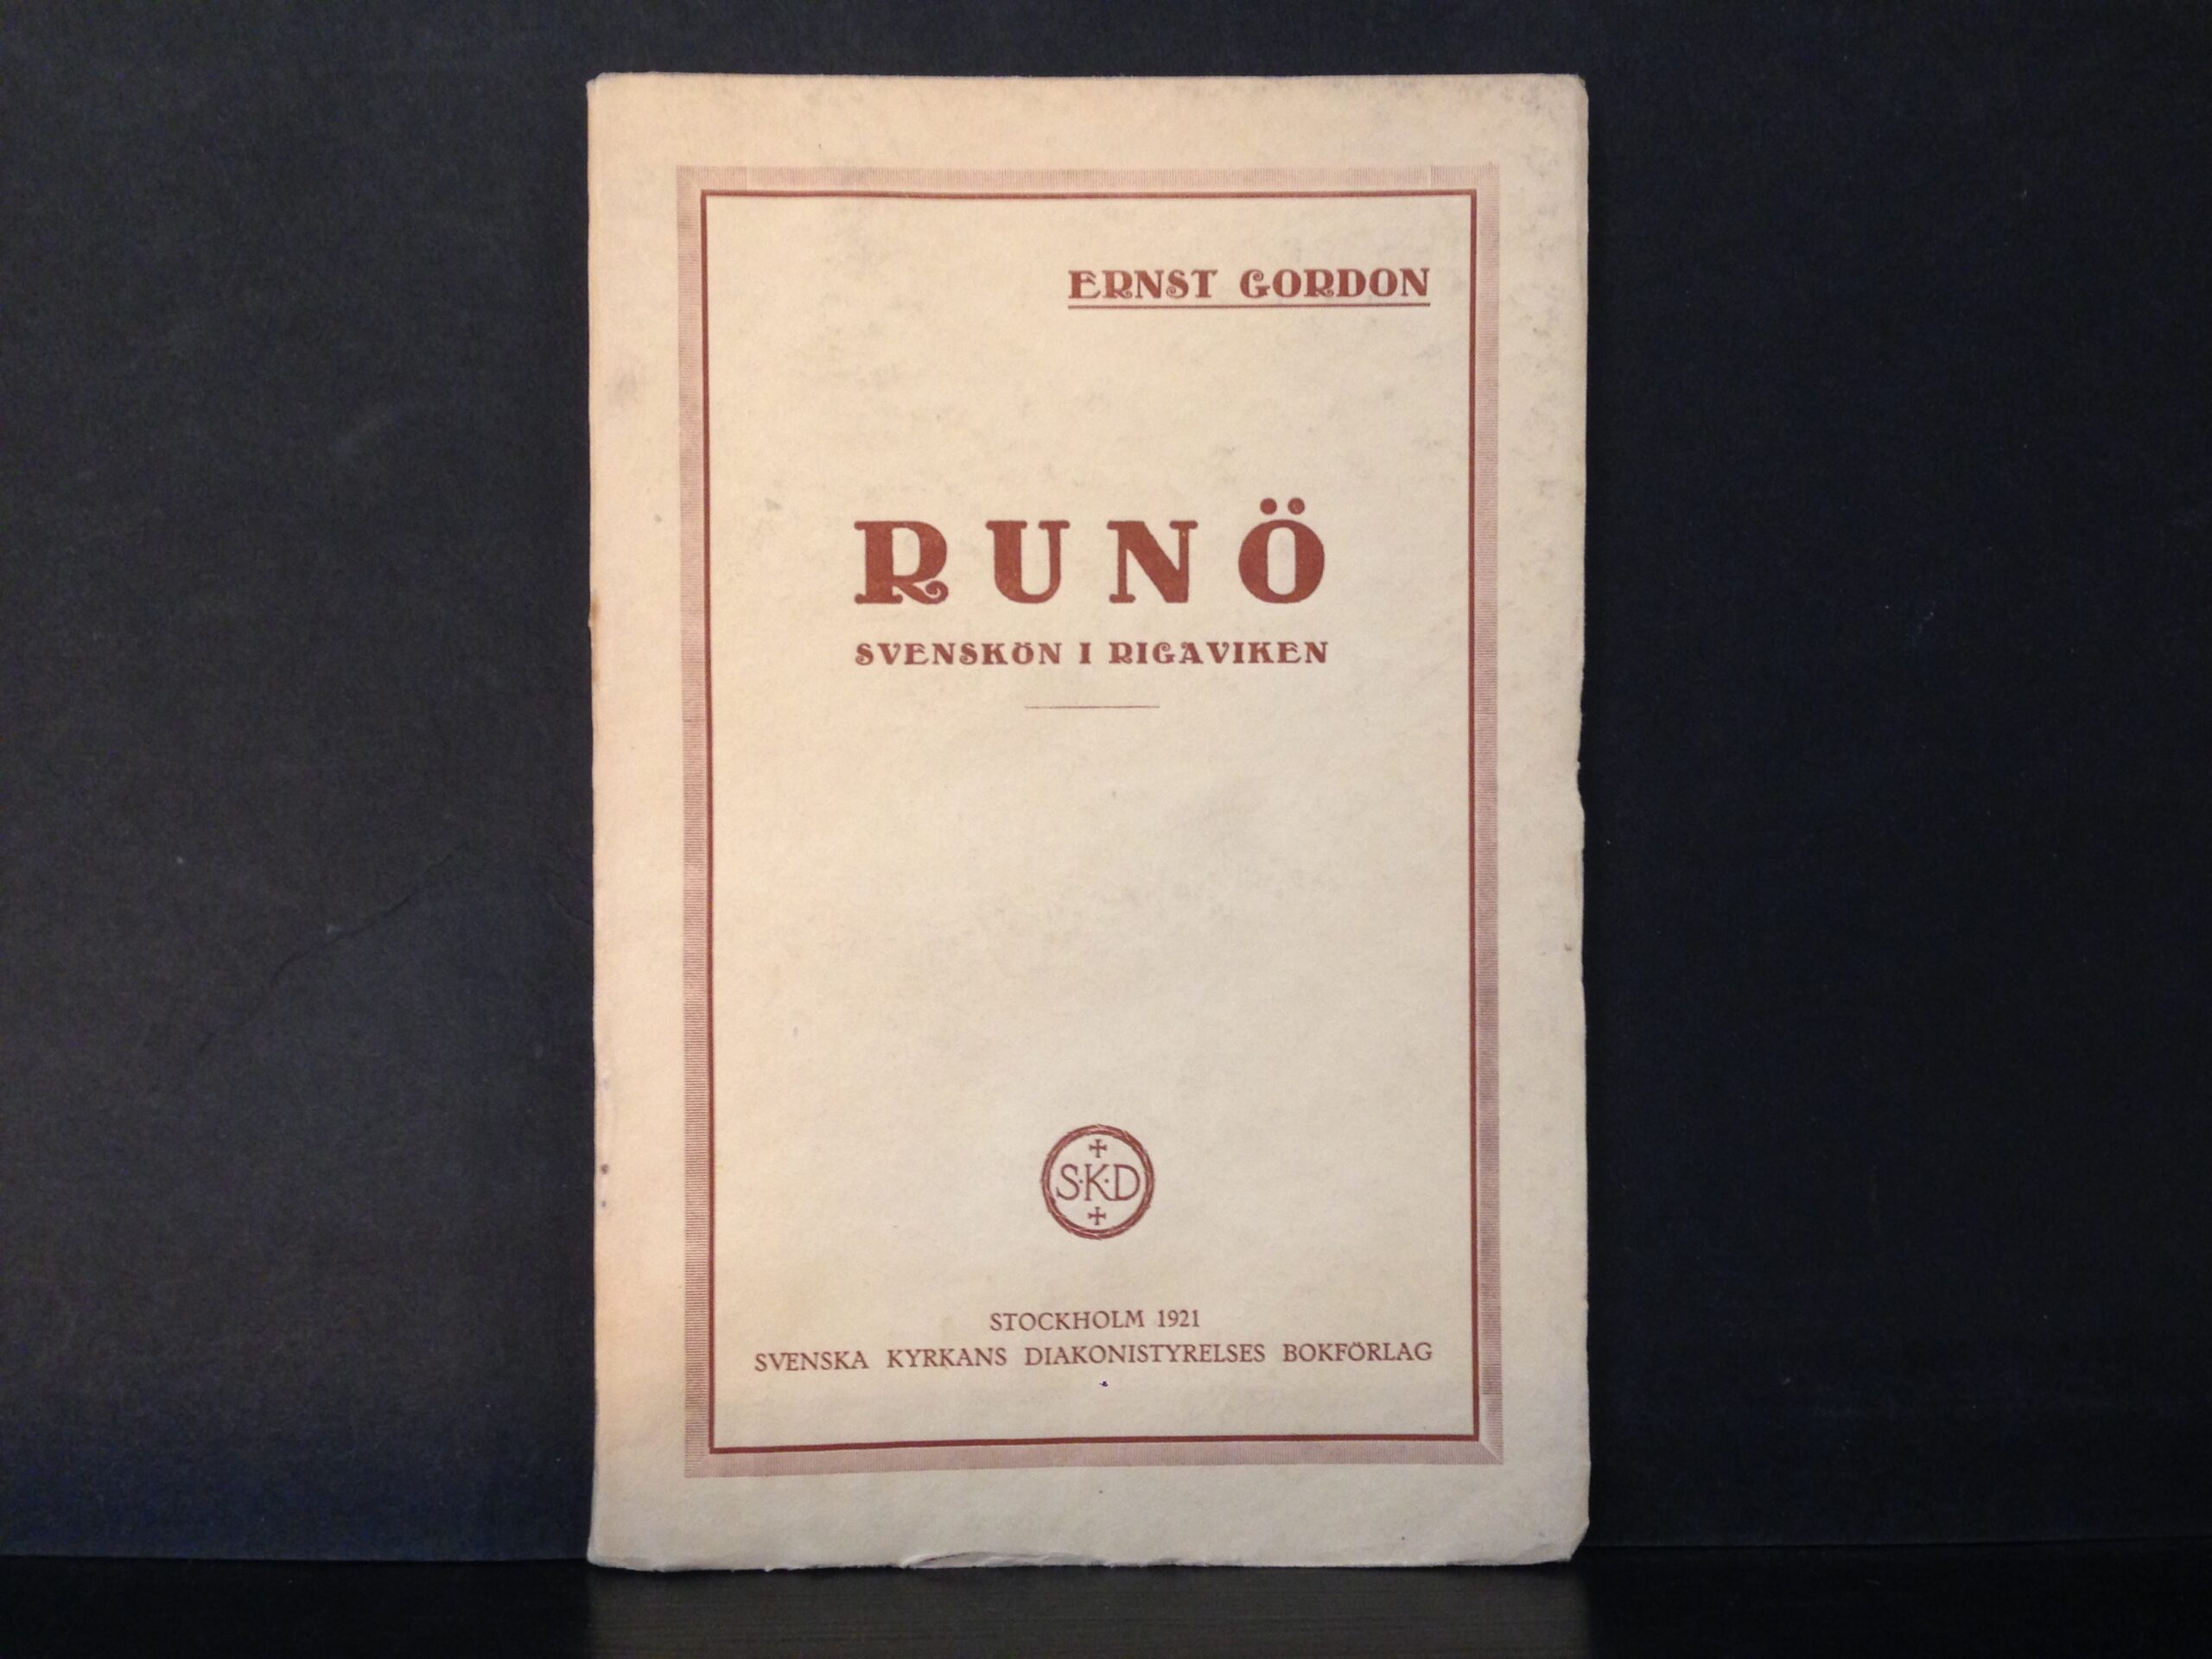 ERNST GORDON
RUNÖ
SVENSKÖN I RIGAVIKEN
S·K·D
STOCKHOLM 1921
SVENSKA KYRKANS DIAKONISTYRELSES BOKFÖRLAG